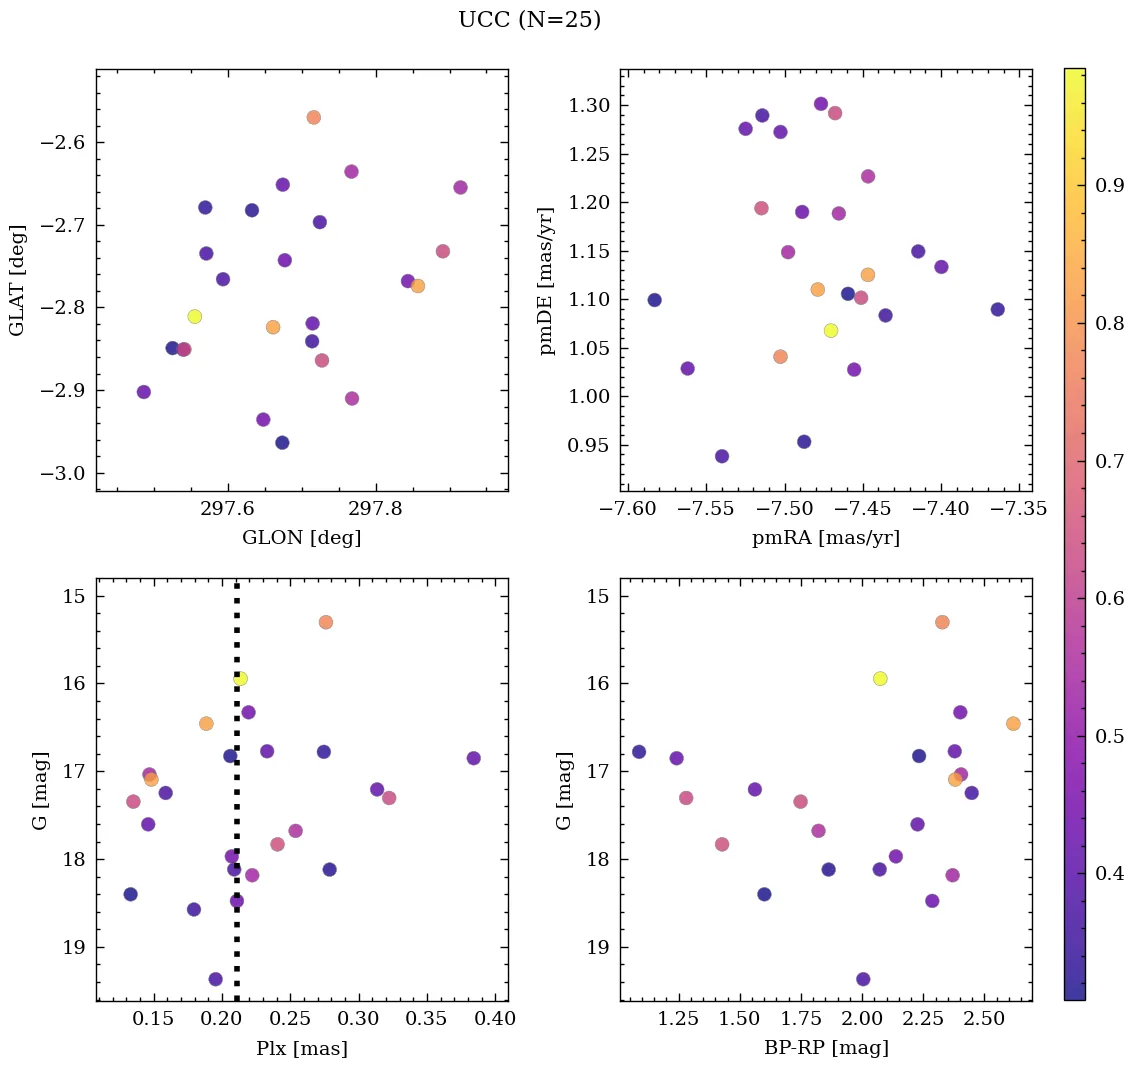 UCC (N=25)
−2.6
−2.7
−2.8
−2.9
−3.0
GLAT [deg]
297.6 297.8
GLON [deg]
1.30
1.25
1.20
1.15
1.10
1.05
1.00
0.95
pmDE [mas/yr]
−7.60 −7.55 −7.50 −7.45 −7.40 −7.35
pmRA [mas/yr]
15
16
17
18
19
G [mag]
0.15 0.20 0.25 0.30 0.35 0.40
Plx [mas]
15
16
17
18
19
G [mag]
1.25 1.50 1.75 2.00 2.25 2.50
BP-RP [mag]
0.9
0.8
0.7
0.6
0.5
0.4